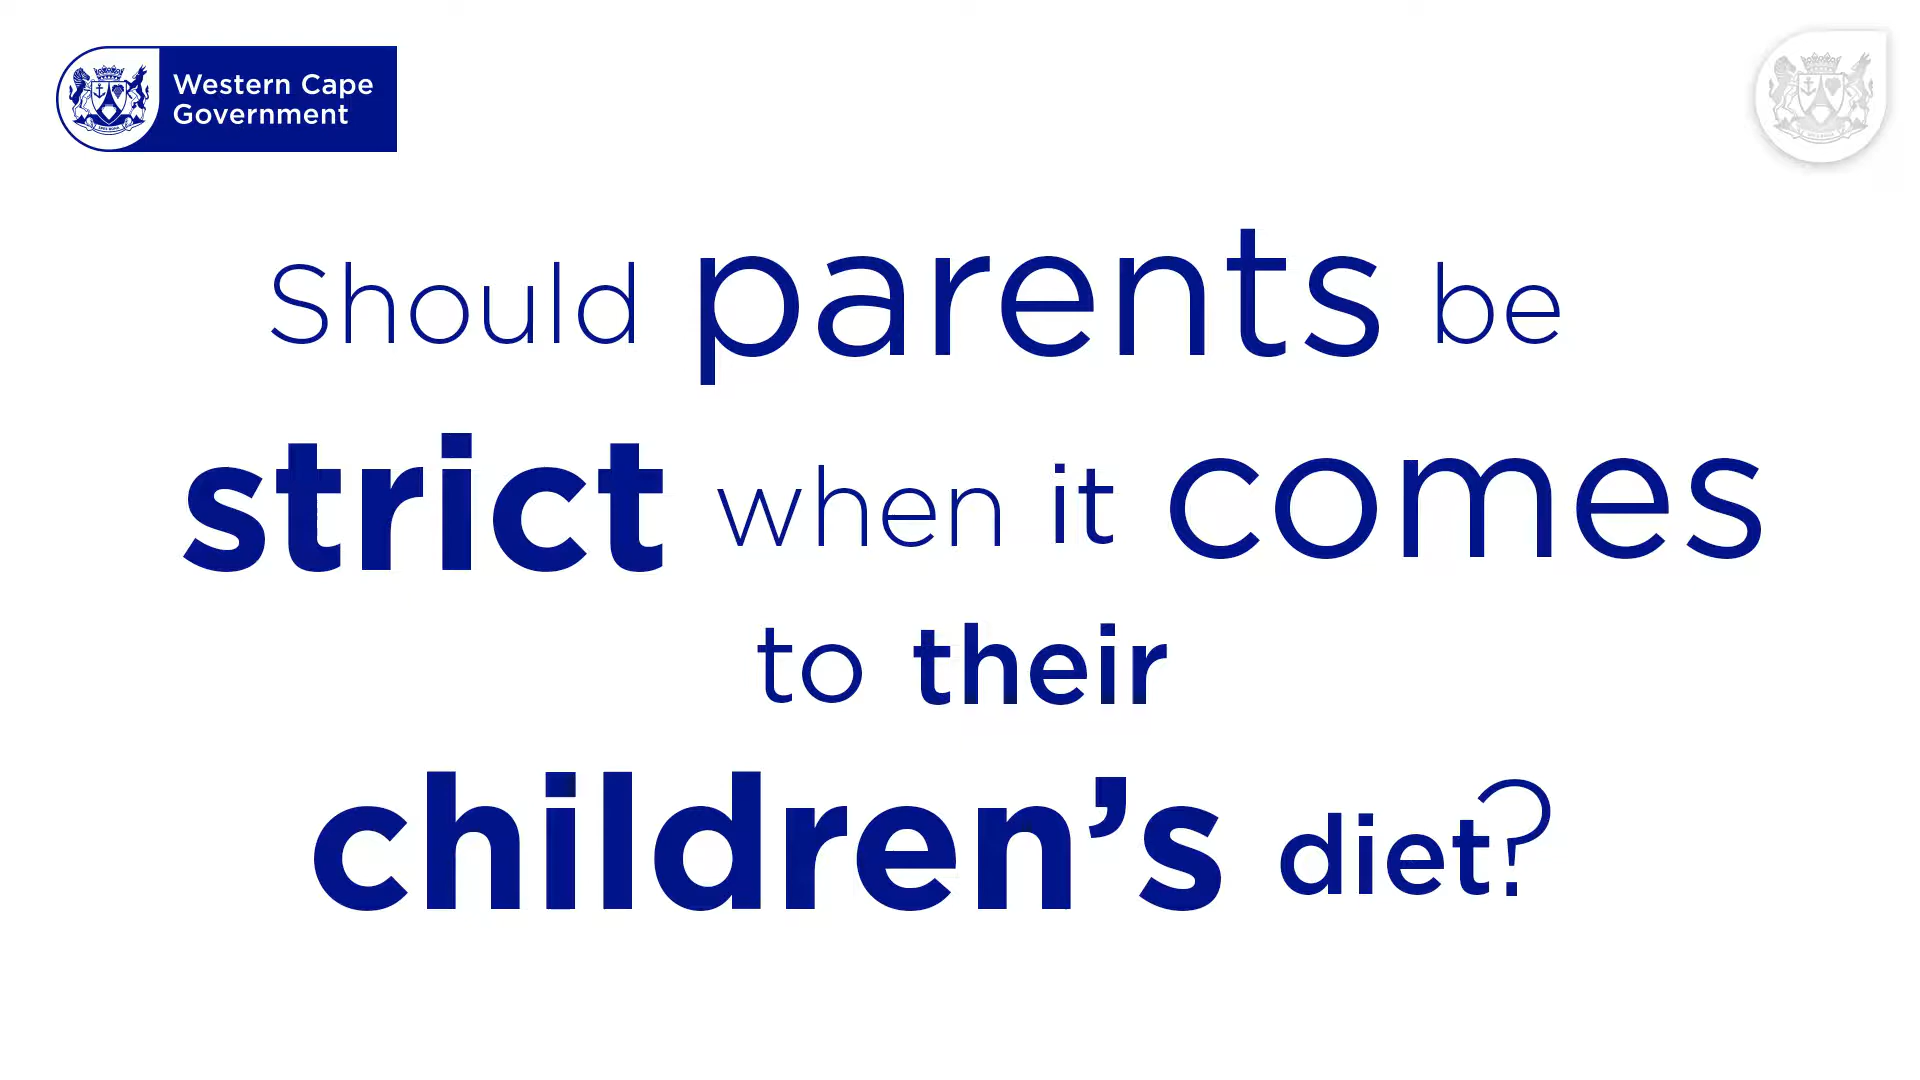 Western Cape
Government
Should parents be
strict when it comes
to their
children’s diet?